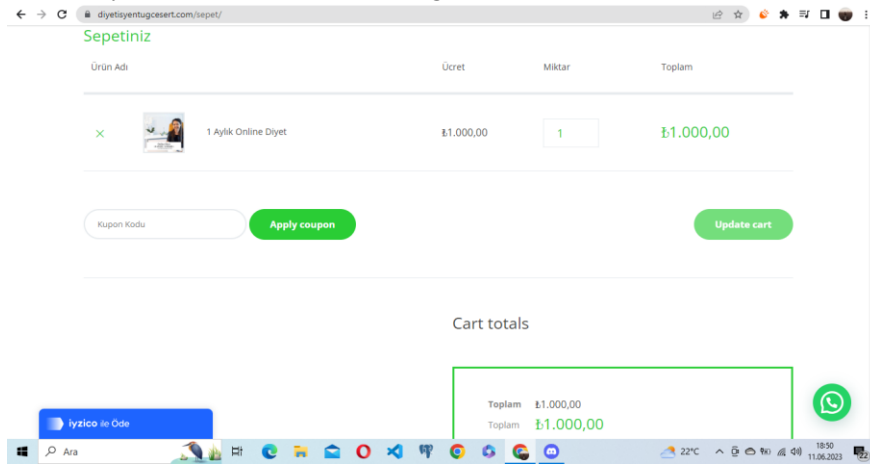 diyetisyentugcesert.com/sepet/
Sepetiniz
Ürün Adı Ücret Miktar Toplam
1 Aylık Online Diyet ₺1.000,00 1 ₺1.000,00
Kupon Kodu Apply coupon Update cart
Cart totals
Toplam ₺1.000,00
Toplam ₺1.000,00
iyzico ile Öde
Ara 22°C 18:50
11.06.2023 22